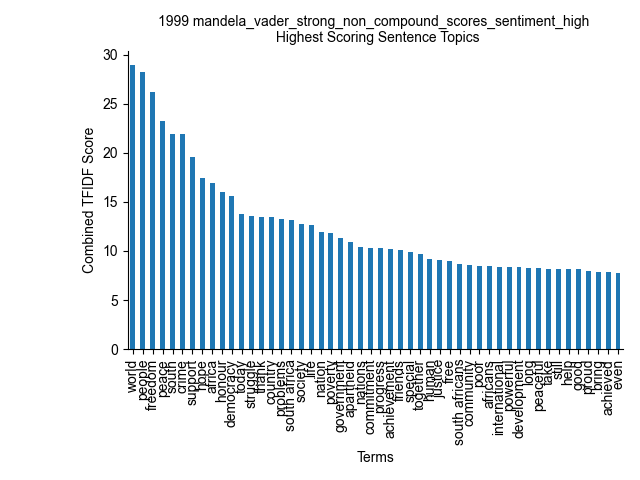 1999 mandela_vader_strong_non_compound_scores_sentiment_high
Highest Scoring Sentence Topics
Combined TFIDF Score
30
25
20
15
10
5
0
world
people
freedom
peace
south
crime
support
hope
africa
honour
democracy
today
struggle
thank
country
problems
south africa
society
life
nation
poverty
government
apartheid
nations
commitment
progress
achievement
friends
special
together
human
justice
free
south africans
community
poor
africans
international
powerful
development
long
peaceful
take
still
help
good
proud
bring
achieved
even
Terms